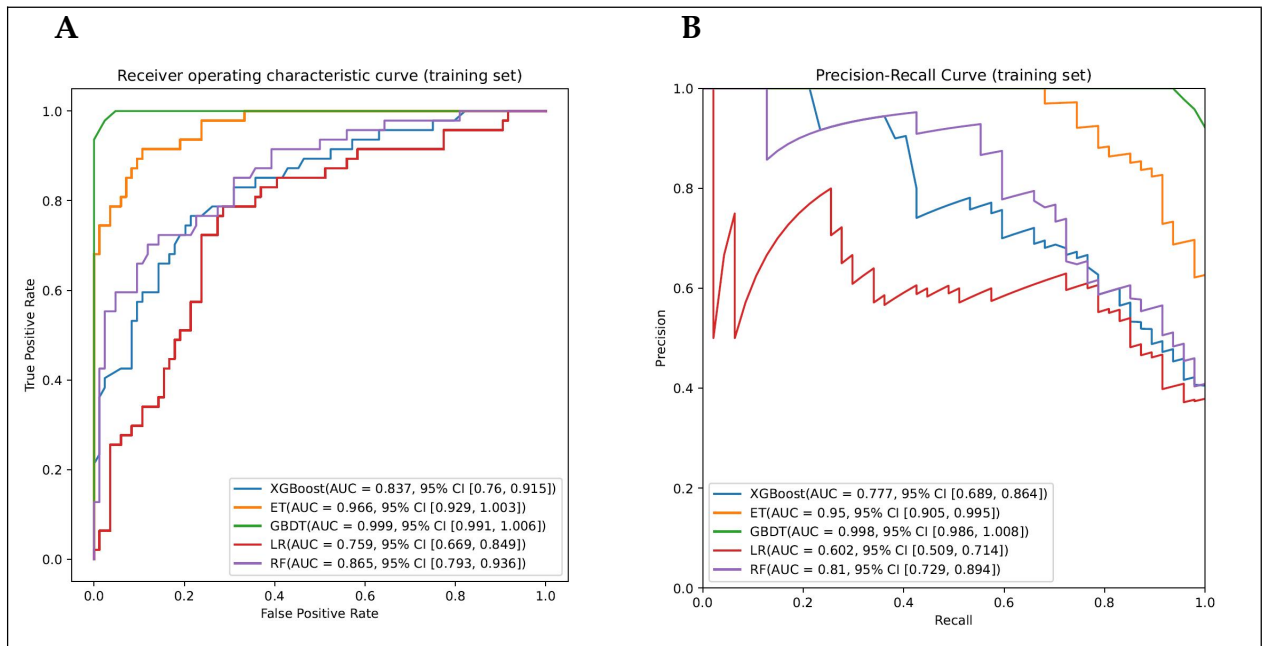 A
Receiver operating characteristic curve (training set)
True Positive Rate
1.0
0.8
0.6
0.4
0.2
0.0
XGBoost(AUC = 0.837, 95% CI [0.76, 0.915])
ET(AUC = 0.966, 95% CI [0.929, 1.003])
GBDT(AUC = 0.999, 95% CI [0.991, 1.006])
LR(AUC = 0.759, 95% CI [0.669, 0.849])
RF(AUC = 0.865, 95% CI [0.793, 0.936])
0.0 0.2 0.4 0.6 0.8 1.0
False Positive Rate
B
Precision-Recall Curve (training set)
Precision
1.0
0.8
0.6
0.4
0.2
0.0
XGBoost(AUC = 0.777, 95% CI [0.689, 0.864])
ET(AUC = 0.95, 95% CI [0.905, 0.995])
GBDT(AUC = 0.998, 95% CI [0.986, 1.008])
LR(AUC = 0.602, 95% CI [0.509, 0.714])
RF(AUC = 0.81, 95% CI [0.729, 0.894])
0.0 0.2 0.4 0.6 0.8 1.0
Recall